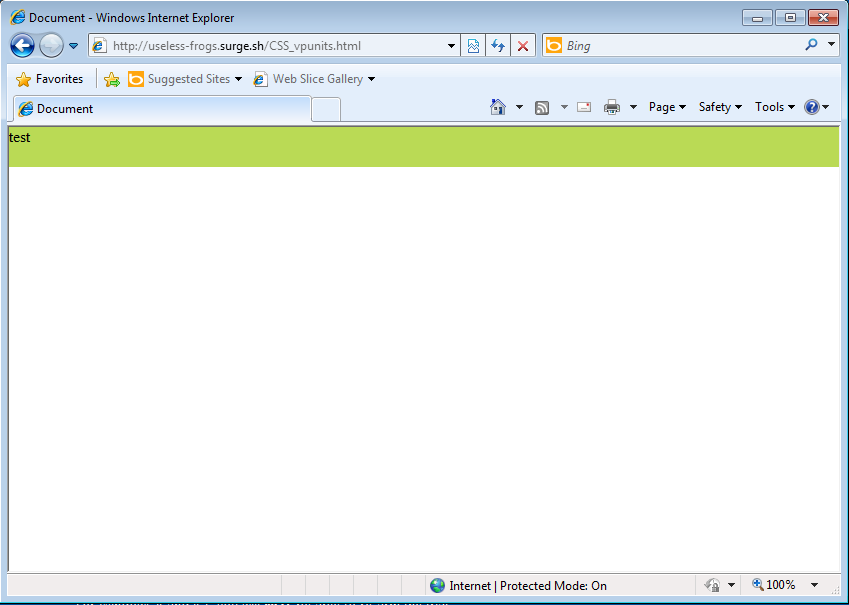 Document - Windows Internet Explorer
http://useless-frogs.surge.sh/CSS_vpunits.html Bing
Favorites Suggested Sites Web Slice Gallery
Document Page Safety Tools
test
Internet | Protected Mode: On 100%